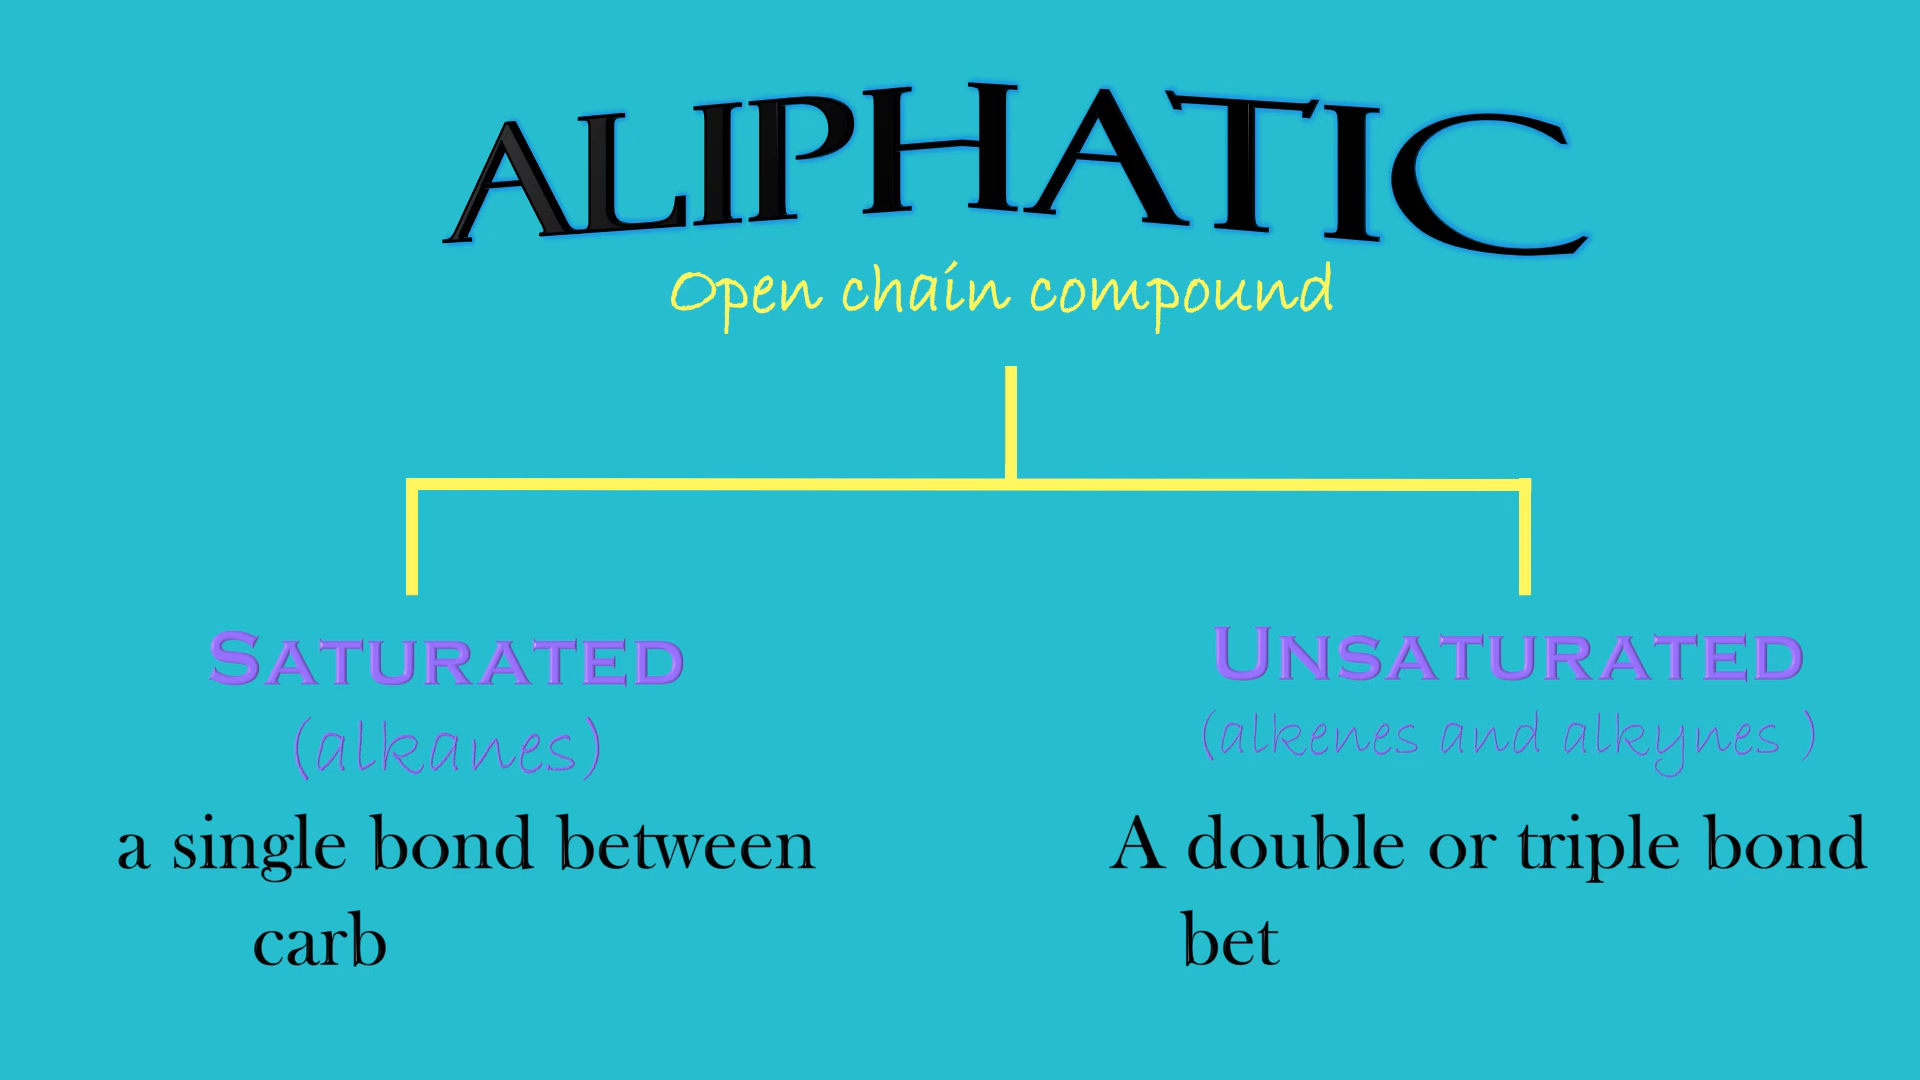 ALIPHATIC
Open chain compound
SATURATED
(alkanes)
a single bond between
carb
UNSATURATED
(alkenes and alkynes )
A double or triple bond
bet